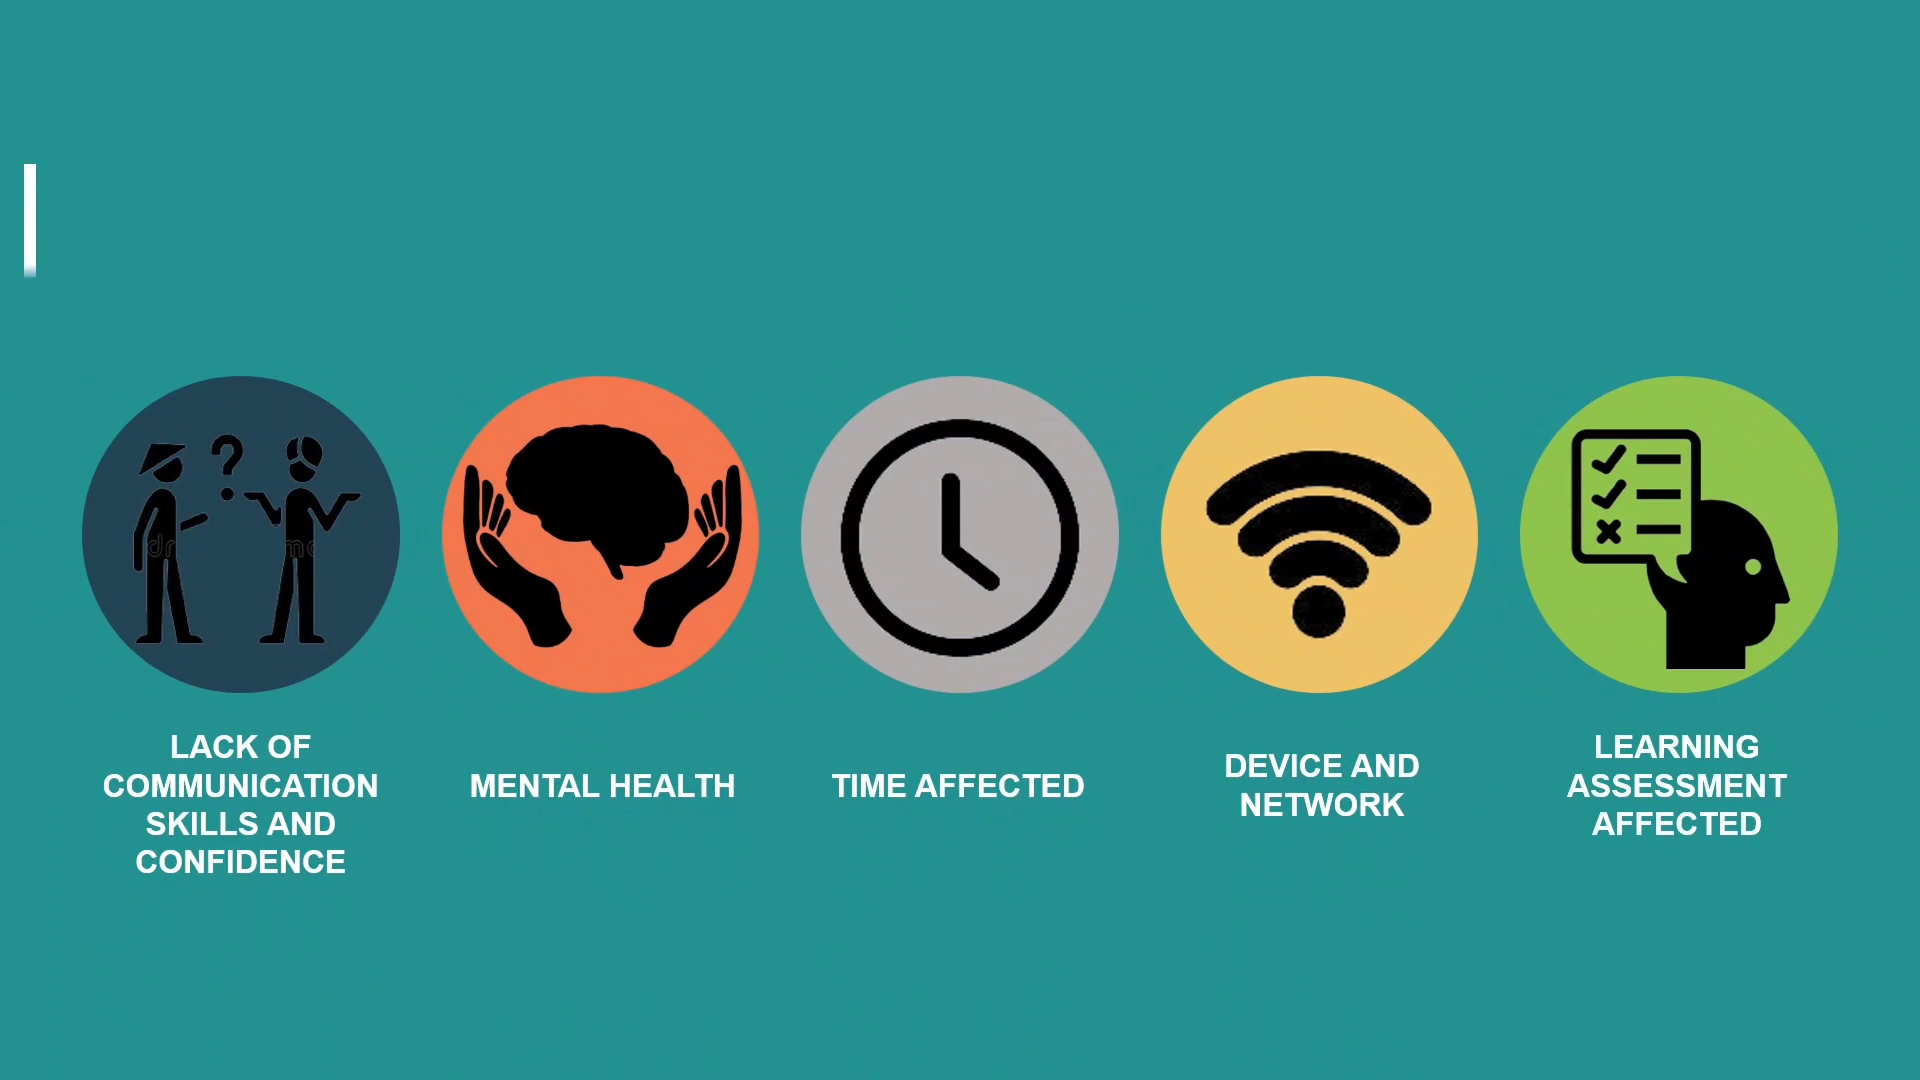 LACK OF
COMMUNICATION
SKILLS AND
CONFIDENCE
MENTAL HEALTH
TIME AFFECTED
DEVICE AND
NETWORK
LEARNING
ASSESSMENT
AFFECTED